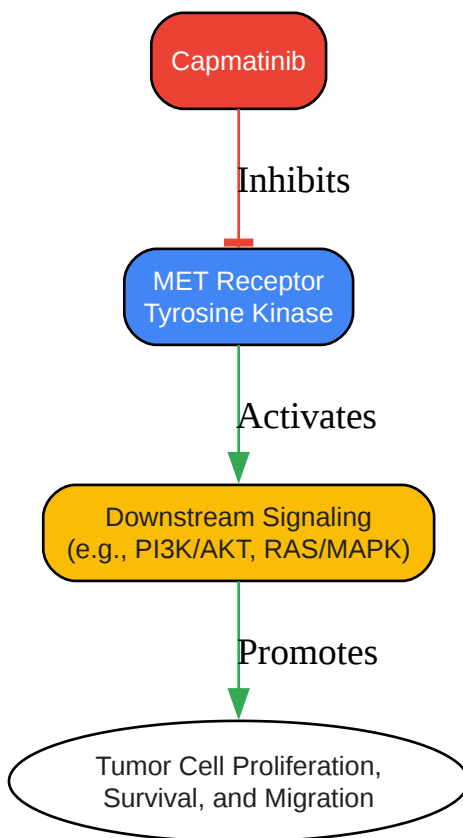 Capmatinib
Inhibits
MET Receptor
Tyrosine Kinase
Activates
Downstream Signaling
(e.g., PI3K/AKT, RAS/MAPK)
Promotes
Tumor Cell Proliferation,
Survival, and Migration